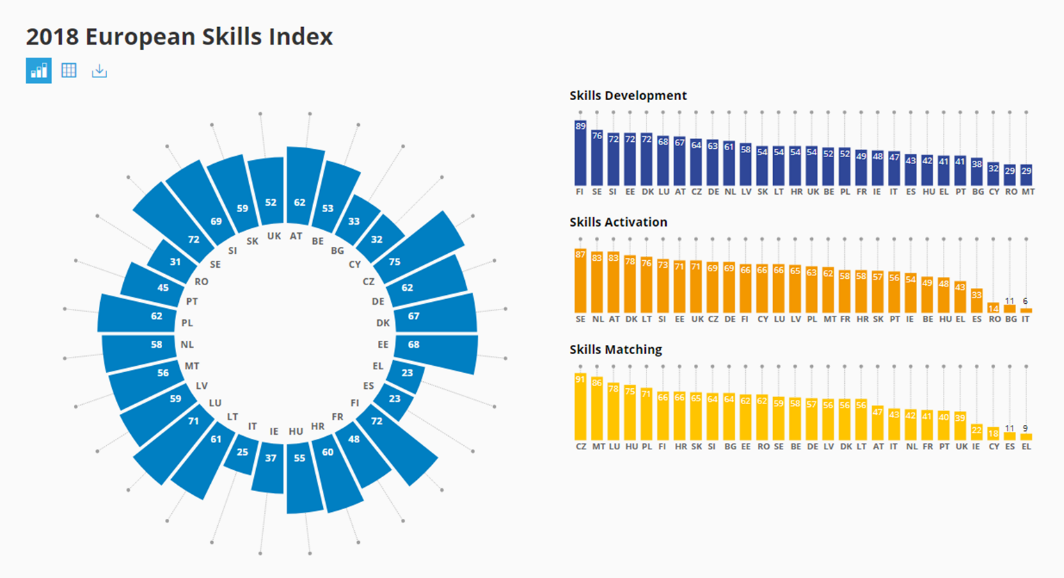 2018 European Skills Index
62 AT
53 BE
33 BG
32 CY
75 CZ
62 DE
67 DK
68 EE
23 EL
23 ES
72 FI
48 FR
60 HR
55 HU
37 IE
25 IT
61 LT
71 LU
59 LV
56 MT
58 NL
62 PL
45 PT
31 RO
72 SE
69 SI
59 SK
52 UK
Skills Development
89 76 72 72 72 68 67 64 63 61 58 54 54 54 54 52 52 49 48 47 43 42 41 41 38 32 29 29
FI SE SI EE DK LU AT CZ DE NL LV SK LT HR UK BE PL FR IE IT ES HU EL PT BG CY RO MT
Skills Activation
87 83 83 78 76 73 71 71 69 69 66 66 66 65 63 62 58 58 57 56 54 49 48 43 33 14 11 6
SE NL AT DK LT SI EE UK CZ DE FI CY LU LV PL MT FR HR SK PT IE BE HU EL ES RO BG IT
Skills Matching
91 86 78 75 71 66 66 65 64 64 62 62 59 58 57 56 56 56 47 43 42 41 40 39 22 18 11 9
CZ MT LU HU PL FI HR SK SI BG EE RO SE BE DE LV DK LT AT IT NL FR PT UK IE CY ES EL